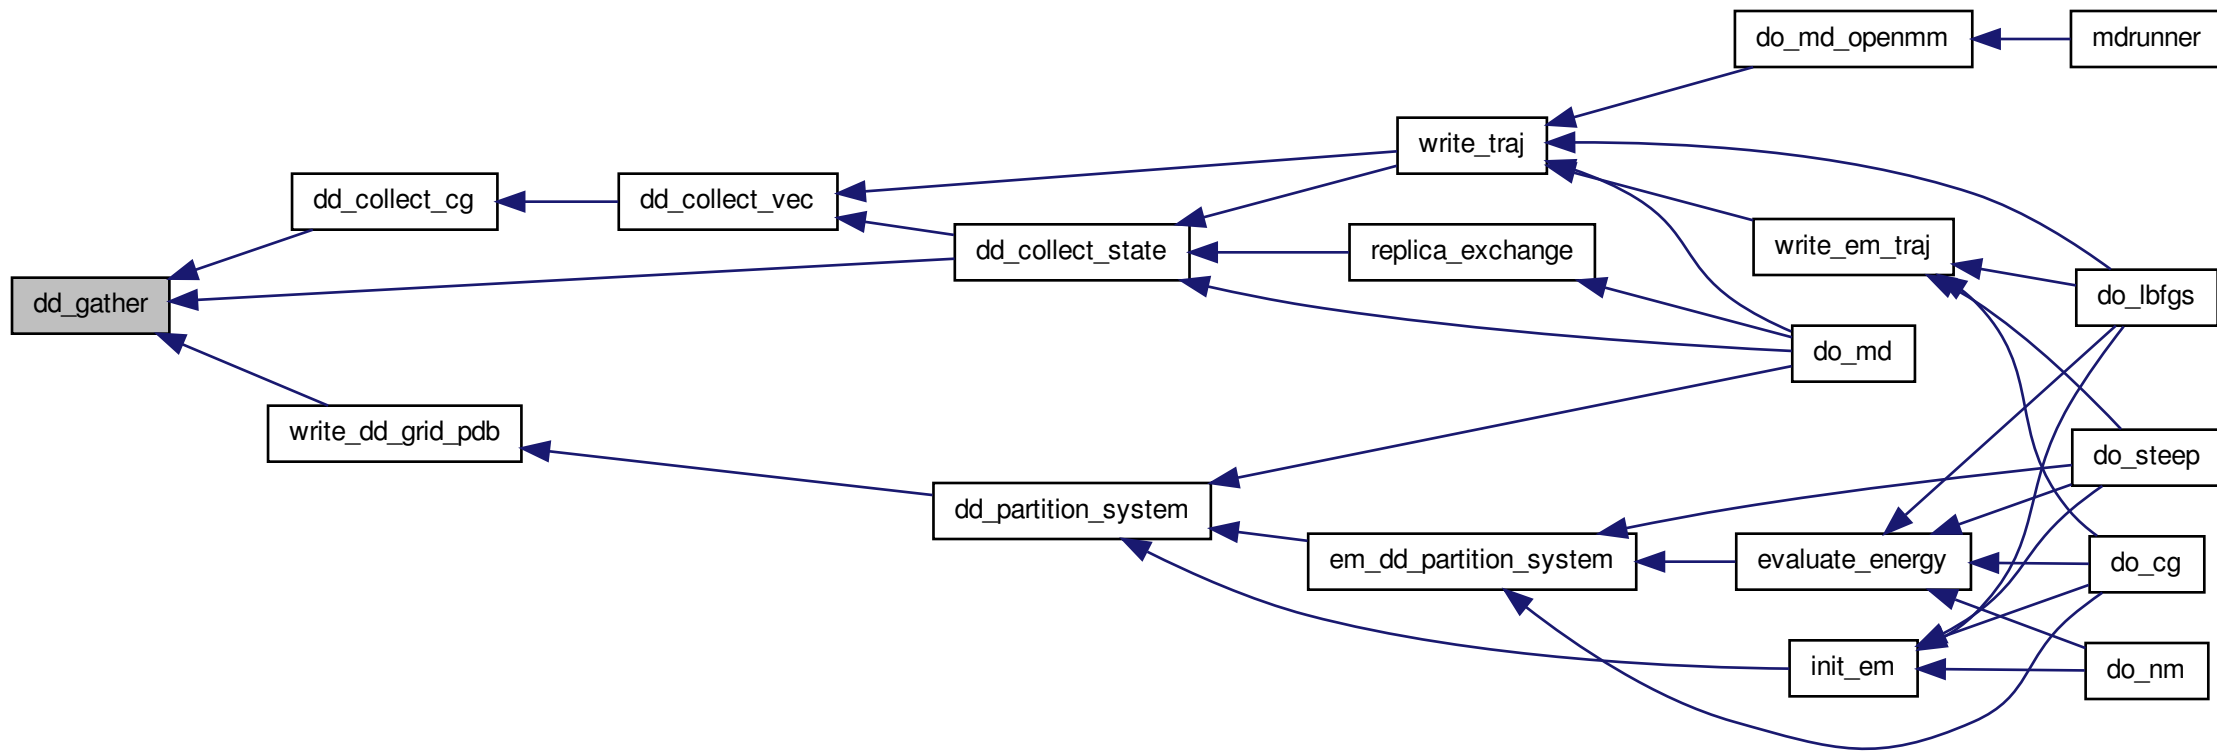 do_md_openmm
mdrunner
write_traj
dd_collect_cg
dd_collect_vec
dd_collect_state
replica_exchange
write_em_traj
dd_gather
do_lbfgs
do_md
write_dd_grid_pdb
do_steep
dd_partition_system
em_dd_partition_system
evaluate_energy
do_cg
init_em
do_nm